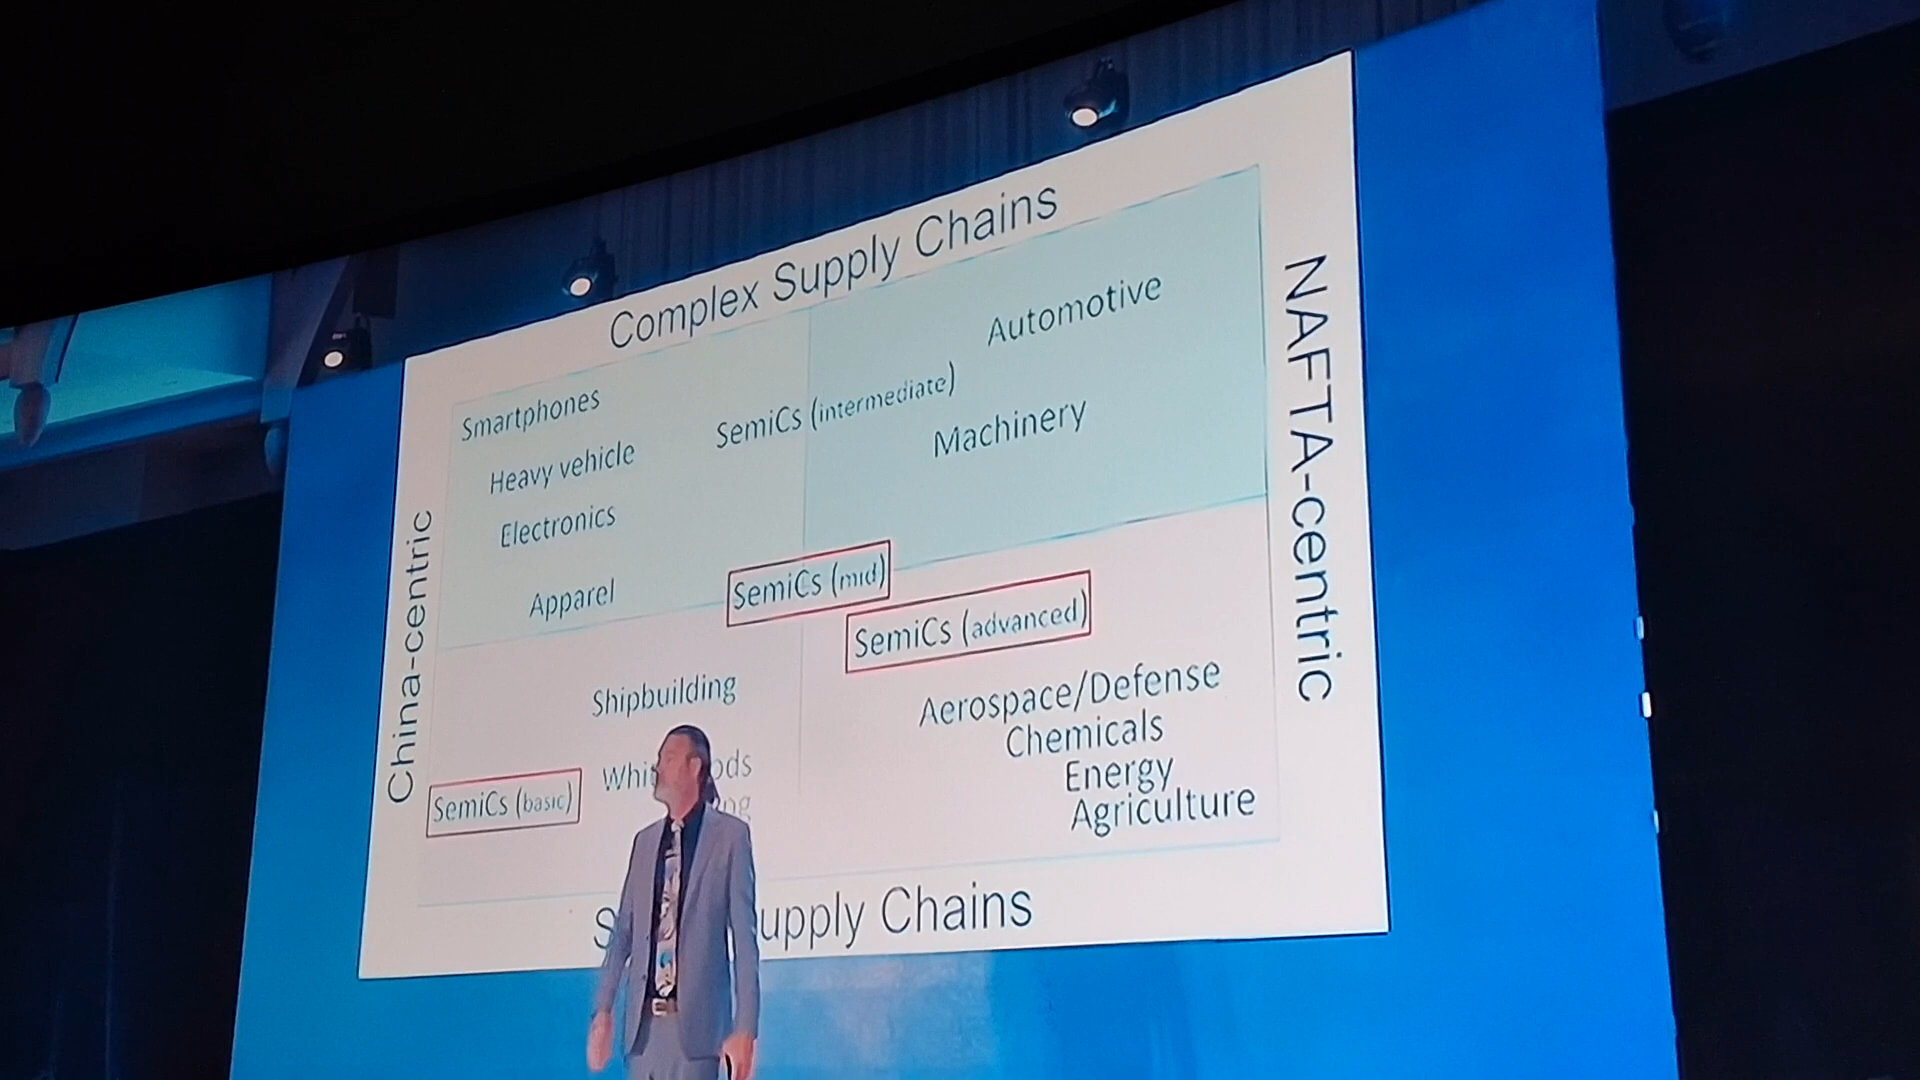 Complex Supply Chains
China-centric
NAFTA-centric
Smartphones
Heavy vehicle
Electronics
Apparel
SemiCs (intermediate)
Automotive
Machinery
SemiCs (mid)
SemiCs (advanced)
Shipbuilding
SemiCs (basic)
Aerospace/Defense
Chemicals
Energy
Agriculture
Supply Chains